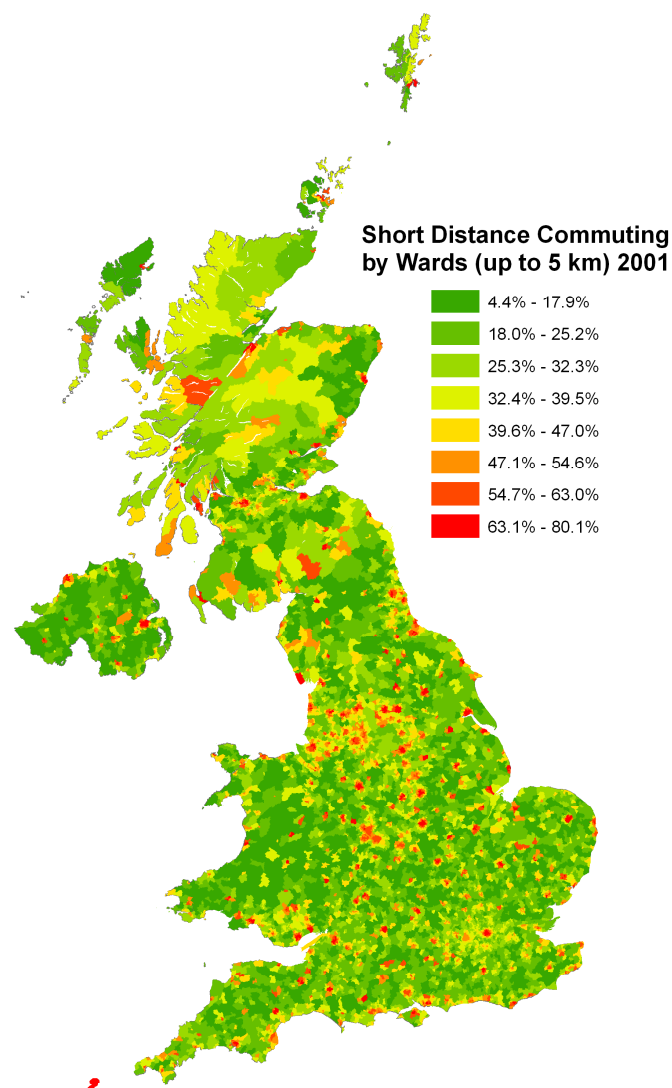 Short Distance Commuting
by Wards (up to 5 km) 2001
4.4% - 17.9%
18.0% - 25.2%
25.3% - 32.3%
32.4% - 39.5%
39.6% - 47.0%
47.1% - 54.6%
54.7% - 63.0%
63.1% - 80.1%